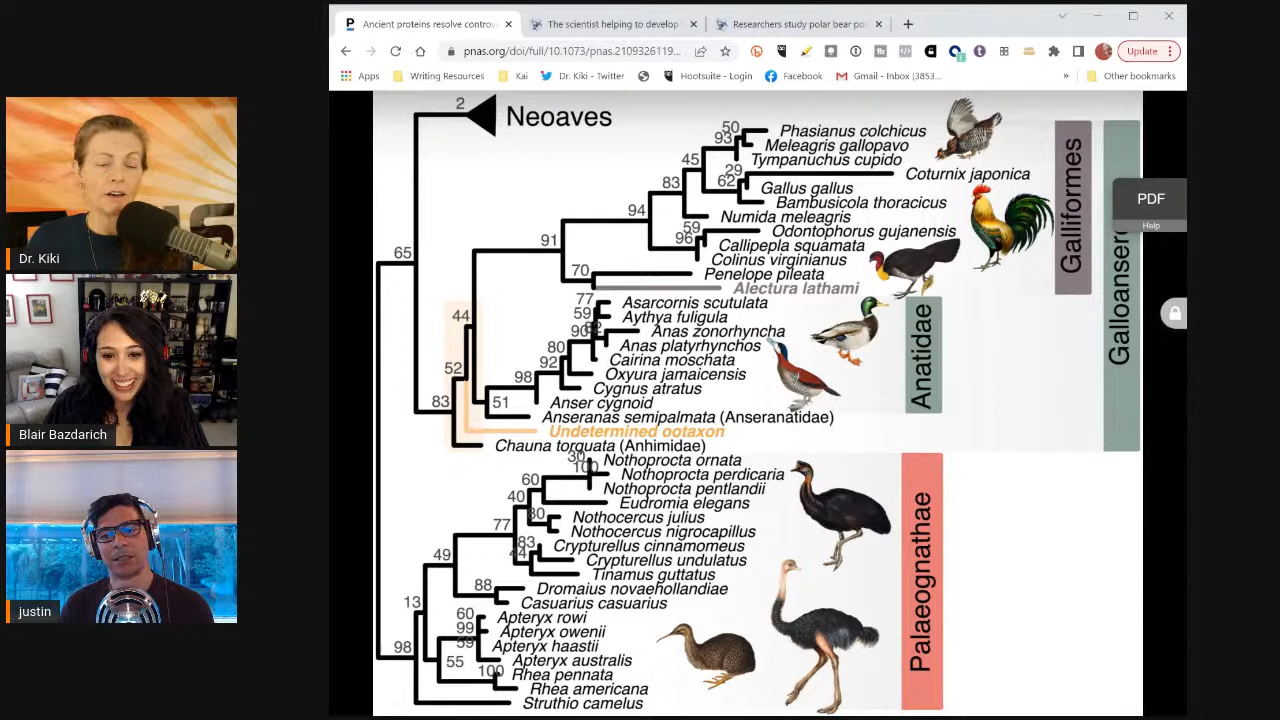 Ancient proteins resolve controv
The scientist helping to develop
Researchers study polar bear po
pnas.org/doi/full/10.1073/pnas.2109326119...
Update
Apps
Writing Resources
Kai
Dr. Kiki - Twitter
Hootsuite - Login
Facebook
Gmail - Inbox (3853...
»
Other bookmarks
Dr. Kiki
Blair Bazdarich
justin
PDF
Help
2
Neoaves
65
50
Phasianus colchicus
93
Meleagris gallopavo
45
Tympanuchus cupido
29
Coturnix japonica
83
62
Gallus gallus
Bambusicola thoracicus
94
Numida meleagris
59
Odontophorus gujanensis
96
Callipepla squamata
91
Colinus virginianus
70
Penelope pileata
Alectura lathami
Galliformes
Galloanser
77
Asarcornis scutulata
59
Aythya fuligula
44
90
Anas zonorhyncha
80
Anas platyrhynchos
92
Cairina moschata
52
98
Oxyura jamaicensis
Cygnus atratus
83
51
Anser cygnoid
Anseranas semipalmata (Anseranatidae)
Undetermined ootaxon
Chauna torquata (Anhimidae)
Anatidae
30
Nothoprocta ornata
100
Nothoprocta perdicaria
60
Nothoprocta pentlandii
40
Eudromia elegans
77
80
Nothocercus julius
Nothocercus nigrocapillus
49
83
Crypturellus cinnamomeus
44
Crypturellus undulatus
Tinamus guttatus
88
Dromaius novaehollandiae
13
Casuarius casuarius
60
Apteryx rowi
99
Apteryx owenii
98
59
Apteryx haastii
55
Apteryx australis
100
Rhea pennata
Rhea americana
Struthio camelus
Palaeognathae